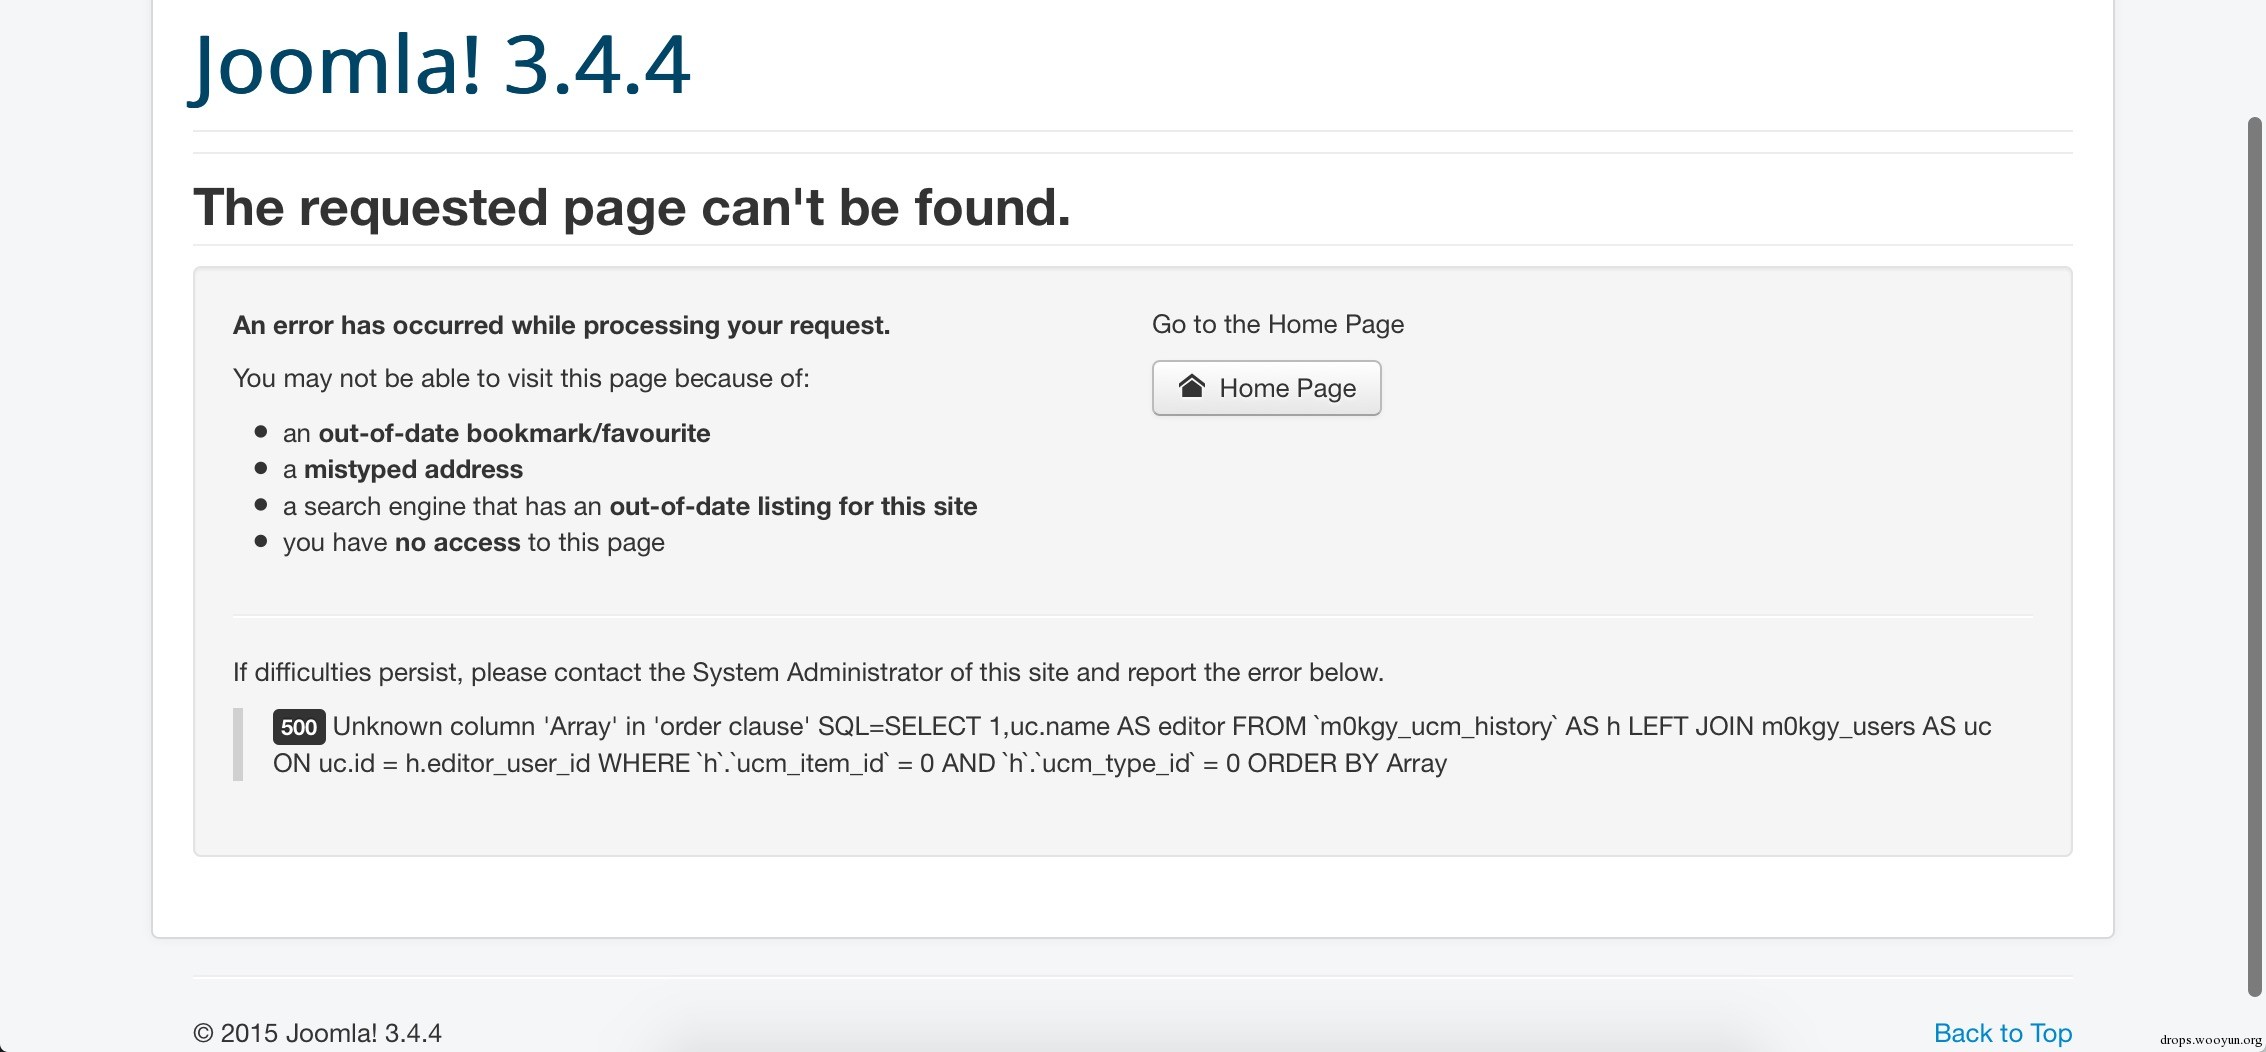 Joomla! 3.4.4
The requested page can't be found.
An error has occurred while processing your request.
You may not be able to visit this page because of:
an out-of-date bookmark/favourite
a mistyped address
a search engine that has an out-of-date listing for this site
you have no access to this page
Go to the Home Page
Home Page
If difficulties persist, please contact the System Administrator of this site and report the error below.
500 Unknown column 'Array' in 'order clause' SQL=SELECT 1,uc.name AS editor FROM `m0kgy_ucm_history` AS h LEFT JOIN m0kgy_users AS uc
ON uc.id = h.editor_user_id WHERE `h`.`ucm_item_id` = 0 AND `h`.`ucm_type_id` = 0 ORDER BY Array
© 2015 Joomla! 3.4.4
Back to Top
drops.wooyun.org